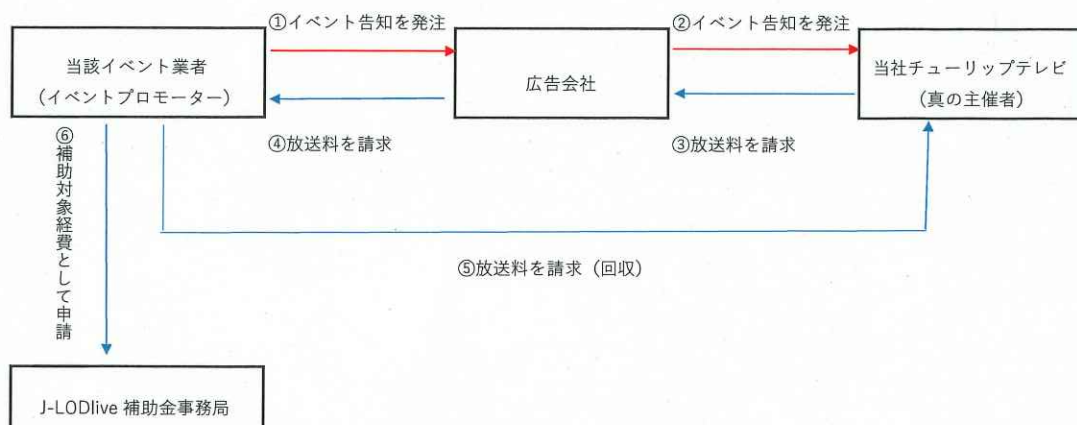 ①イベント告知を発注
②イベント告知を発注
当該イベント業者
(イベントプロモーター)
広告会社
当社チューリップテレビ
(真の主催者)
④放送料を請求
③放送料を請求
⑥補助対象経費として申請
⑤放送料を請求（回収）
J-LODlive 補助金事務局